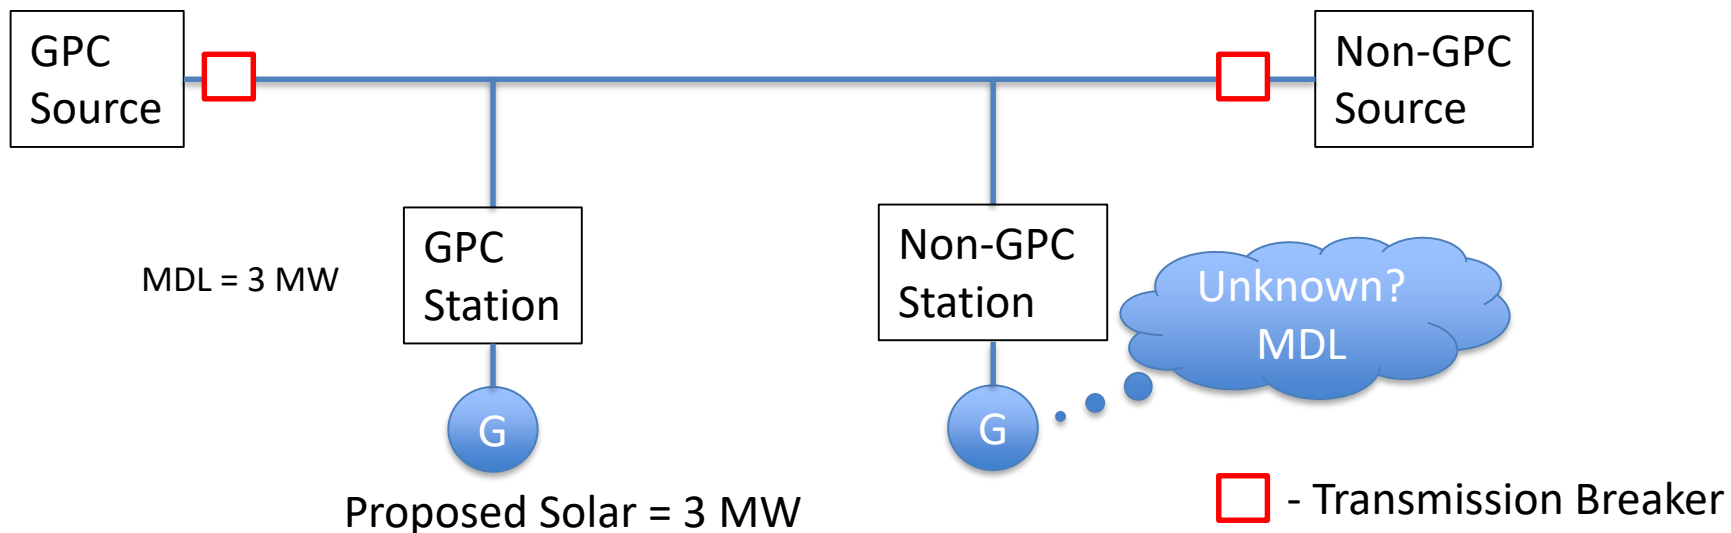 GPC
Source
Non-GPC
Source
GPC
Station
MDL = 3 MW
Non-GPC
Station
Unknown?
MDL
G
G
Proposed Solar = 3 MW
- Transmission Breaker